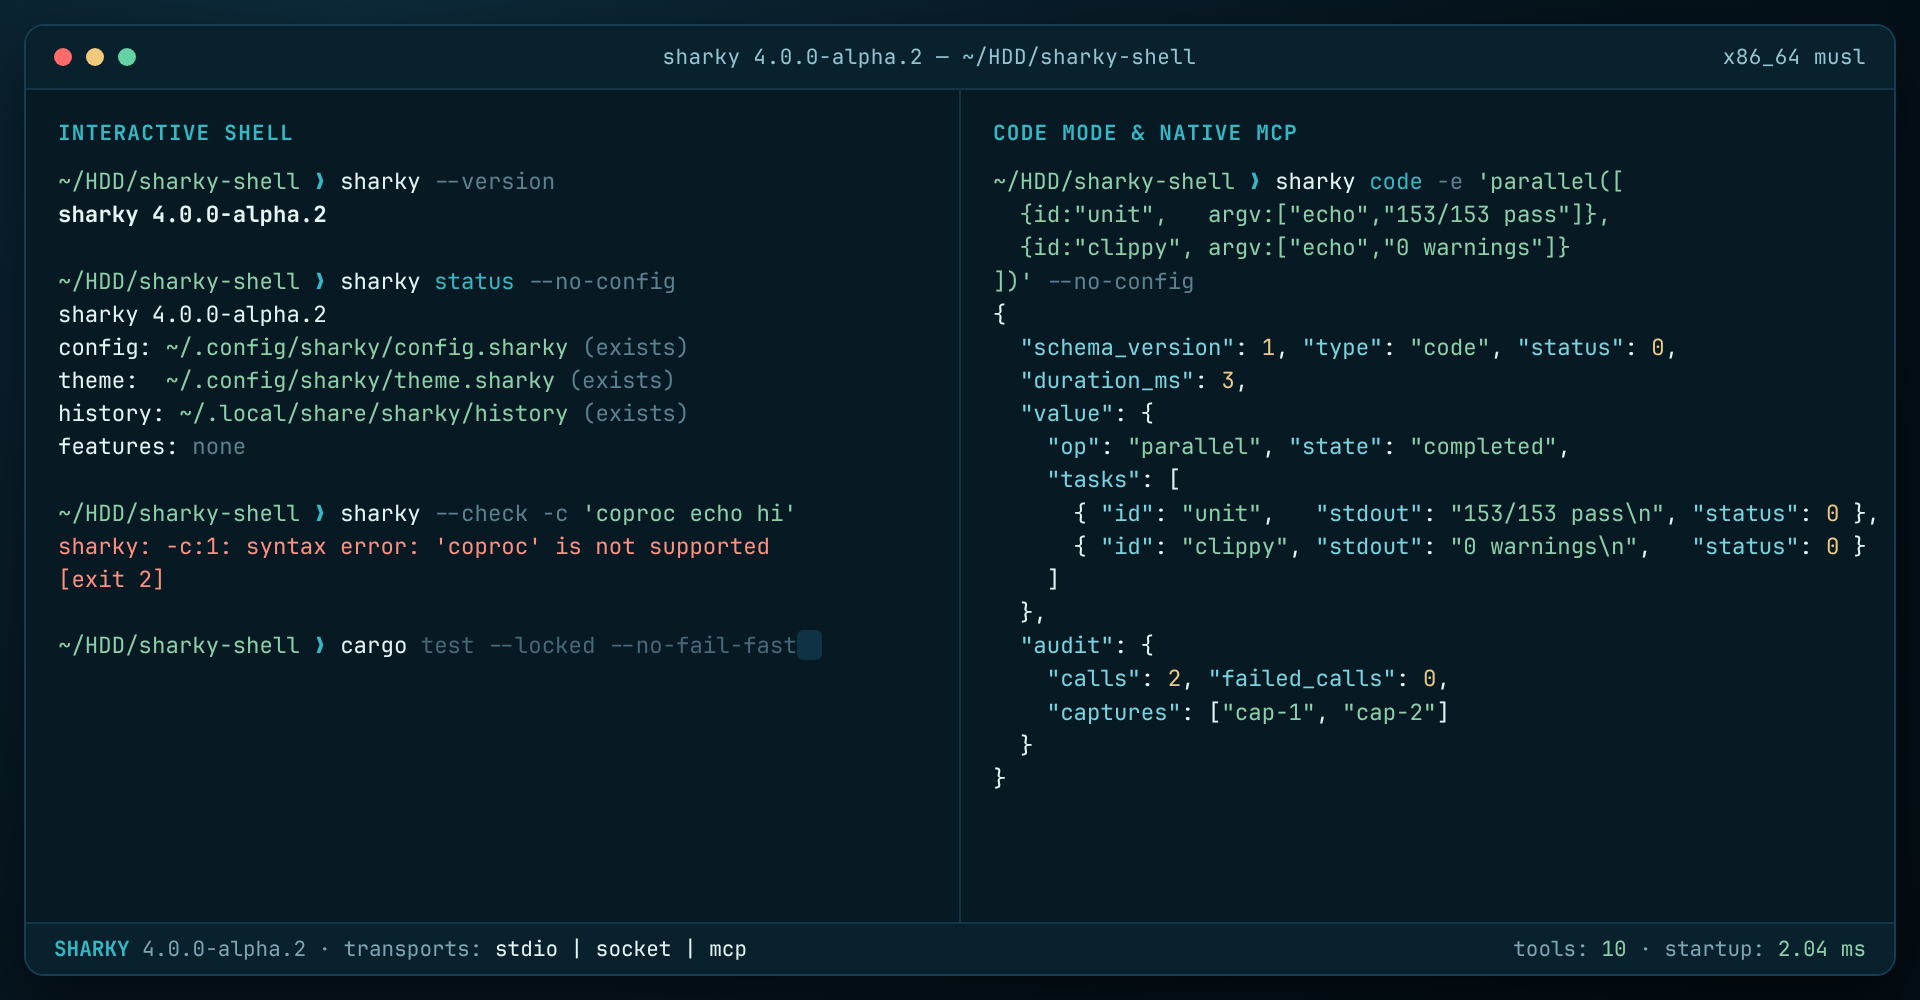 sharky 4.0.0-alpha.2 — ~/HDD/sharky-shell
x86_64 musl
INTERACTIVE SHELL
~/HDD/sharky-shell ❯ sharky --version
sharky 4.0.0-alpha.2
~/HDD/sharky-shell ❯ sharky status --no-config
sharky 4.0.0-alpha.2
config: ~/.config/sharky/config.sharky (exists)
theme:  ~/.config/sharky/theme.sharky (exists)
history: ~/.local/share/sharky/history (exists)
features: none
~/HDD/sharky-shell ❯ sharky --check -c 'coproc echo hi'
sharky: -c:1: syntax error: 'coproc' is not supported
[exit 2]
~/HDD/sharky-shell ❯ cargo test --locked --no-fail-fast
CODE MODE & NATIVE MCP
~/HDD/sharky-shell ❯ sharky code -e 'parallel([
  {id:"unit",   argv:["echo","153/153 pass"]},
  {id:"clippy", argv:["echo","0 warnings"]}
])' --no-config
{
  "schema_version": 1, "type": "code", "status": 0,
  "duration_ms": 3,
  "value": {
    "op": "parallel", "state": "completed",
    "tasks": [
      { "id": "unit",   "stdout": "153/153 pass\n", "status": 0 },
      { "id": "clippy", "stdout": "0 warnings\n",   "status": 0 }
    ]
  },
  "audit": {
    "calls": 2, "failed_calls": 0,
    "captures": ["cap-1", "cap-2"]
  }
}
SHARKY 4.0.0-alpha.2 · transports: stdio | socket | mcp
tools: 10 · startup: 2.04 ms